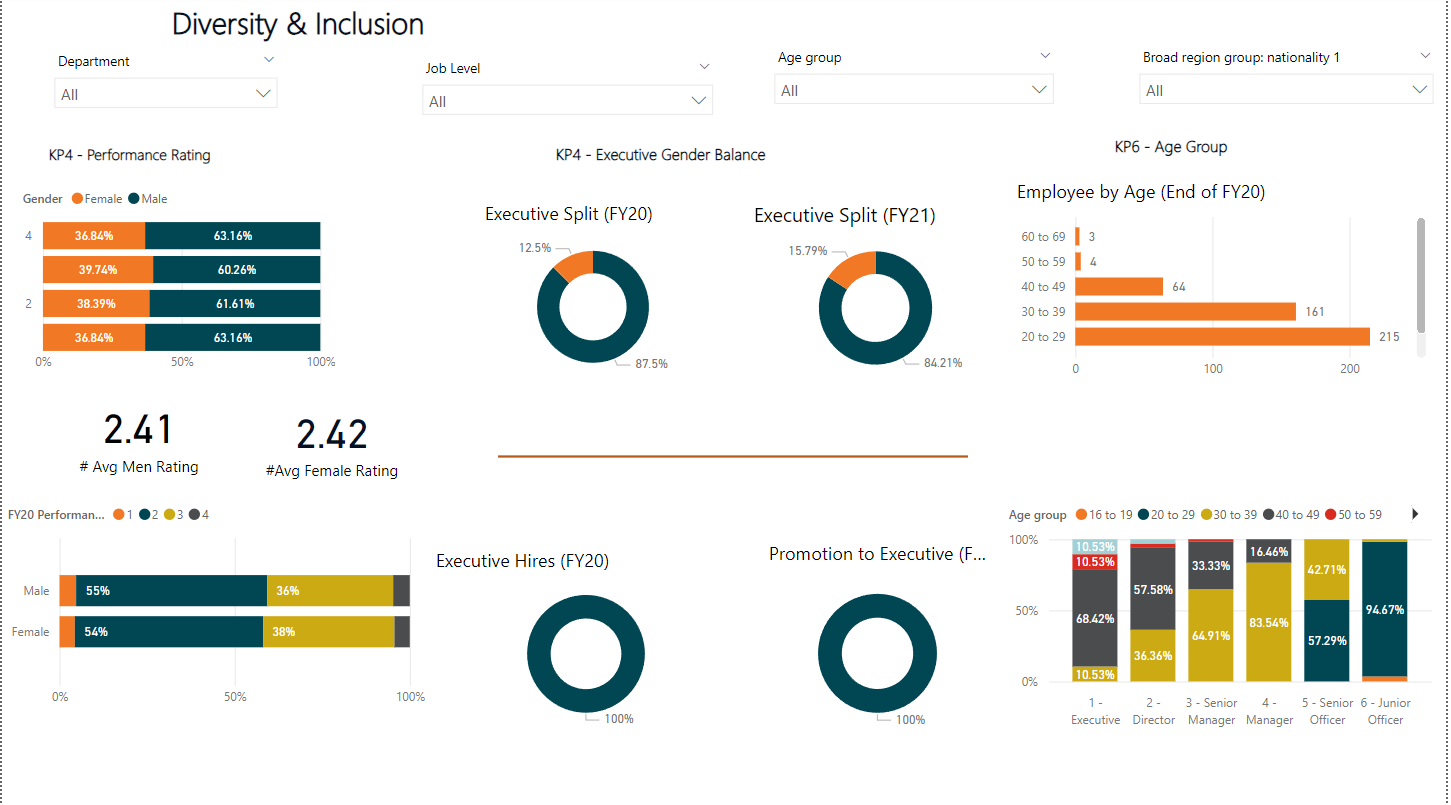 Diversity & Inclusion
Department
All
Job Level
All
Age group
All
Broad region group: nationality 1
All
KP4 - Performance Rating
Gender Female Male
4 36.84% 63.16%
39.74% 60.26%
2 38.39% 61.61%
36.84% 63.16%
0% 50% 100%
KP4 - Executive Gender Balance
Executive Split (FY20)
12.5%
87.5%
Executive Split (FY21)
15.79%
84.21%
KP6 - Age Group
Employee by Age (End of FY20)
60 to 69 3
50 to 59 4
40 to 49 64
30 to 39 161
20 to 29 215
0 100 200
2.41
# Avg Men Rating
2.42
#Avg Female Rating
FY20 Performan... 1 2 3 4
Male 55% 36%
Female 54% 38%
0% 50% 100%
Executive Hires (FY20)
100%
Promotion to Executive (F...
100%
Age group 16 to 19 20 to 29 30 to 39 40 to 49 50 to 59
100%
50%
0%
10.53%
10.53%
68.42%
10.53%
57.58%
36.36%
33.33%
64.91%
16.46%
83.54%
42.71%
57.29%
94.67%
1 -
Executive
2 -
Director
3 - Senior
Manager
4 -
Manager
5 - Senior
Officer
6 - Junior
Officer